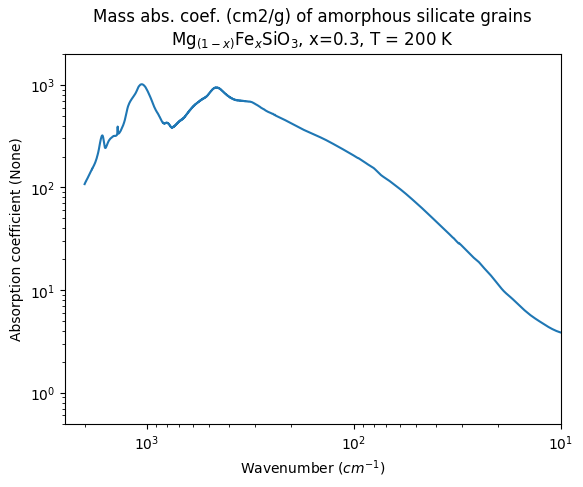 Mass abs. coef. (cm2/g) of amorphous silicate grains
Mg₍₁₋ₓ₎FeₓSiO₃, x=0.3, T = 200 K
Absorption coefficient (None)
10³
10²
10¹
10⁰
10³ 10² 10¹
Wavenumber (cm⁻¹)